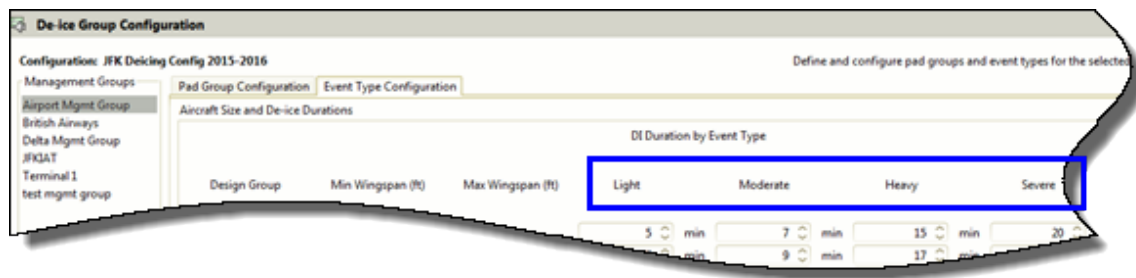 De-ice Group Configuration
Configuration: JFK Deicing Config 2015-2016
Define and configure pad groups and event types for the selected
Management Groups
Pad Group Configuration
Event Type Configuration
Airport Mgmt Group
British Airways
Delta Mgmt Group
JFKIAT
Terminal 1
test mgmt group
Aircraft Size and De-ice Durations
DI Duration by Event Type
Design Group Min Wingspan (ft) Max Wingspan (ft) Light Moderate Heavy Severe
5 min 7 min 15 min 20
min 9 min 17 min